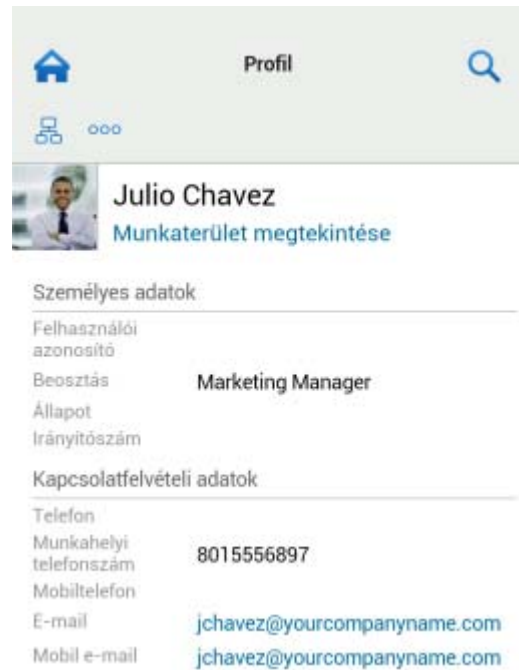 Profil
Julio Chavez
Munkaterület megtekintése
Személyes adatok
Felhasználói
azonosító
Beosztás Marketing Manager
Állapot
Irányítószám
Kapcsolatfelvételi adatok
Telefon
Munkahelyi
telefonszám 8015556897
Mobiltelefon
E-mail jchavez@yourcompanyname.com
Mobil e-mail jchavez@yourcompanyname.com